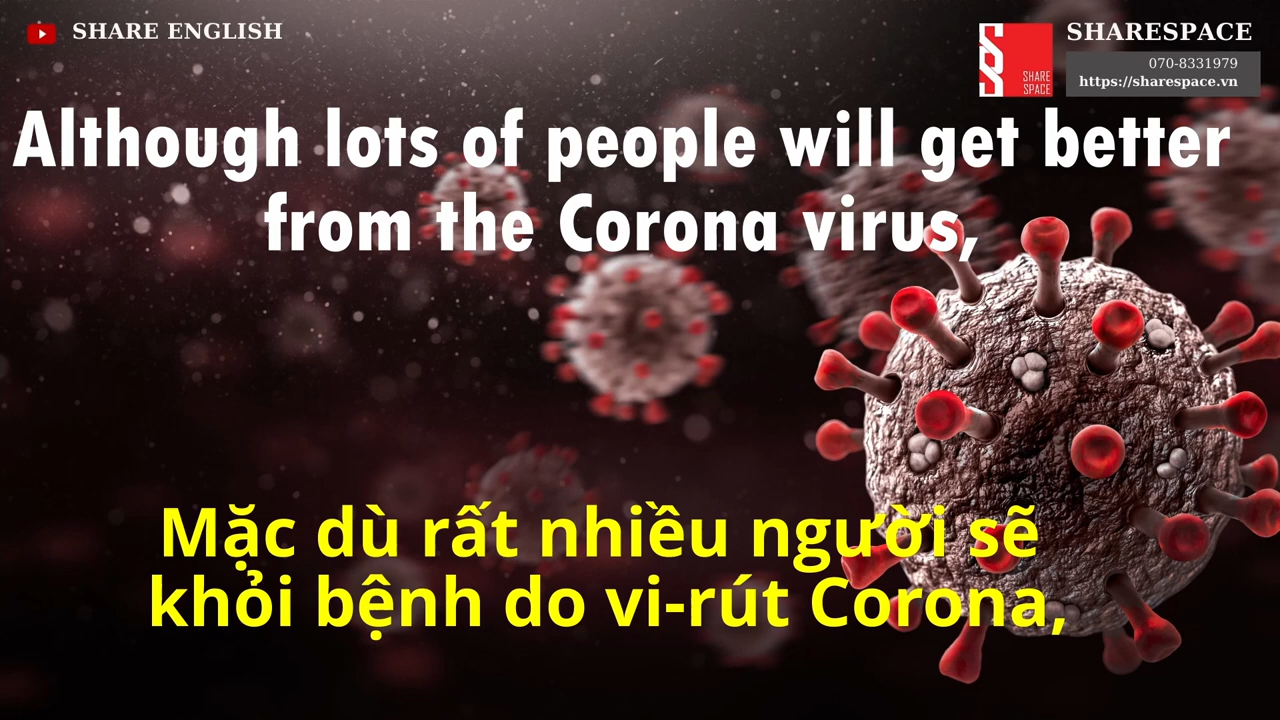 SHARE ENGLISH
SHARESPACE
070-8331979
https://sharespace.vn
SHARE
SPACE
Although lots of people will get better
from the Corona virus,
Mặc dù rất nhiều người sẽ
khỏi bệnh do vi-rút Corona,